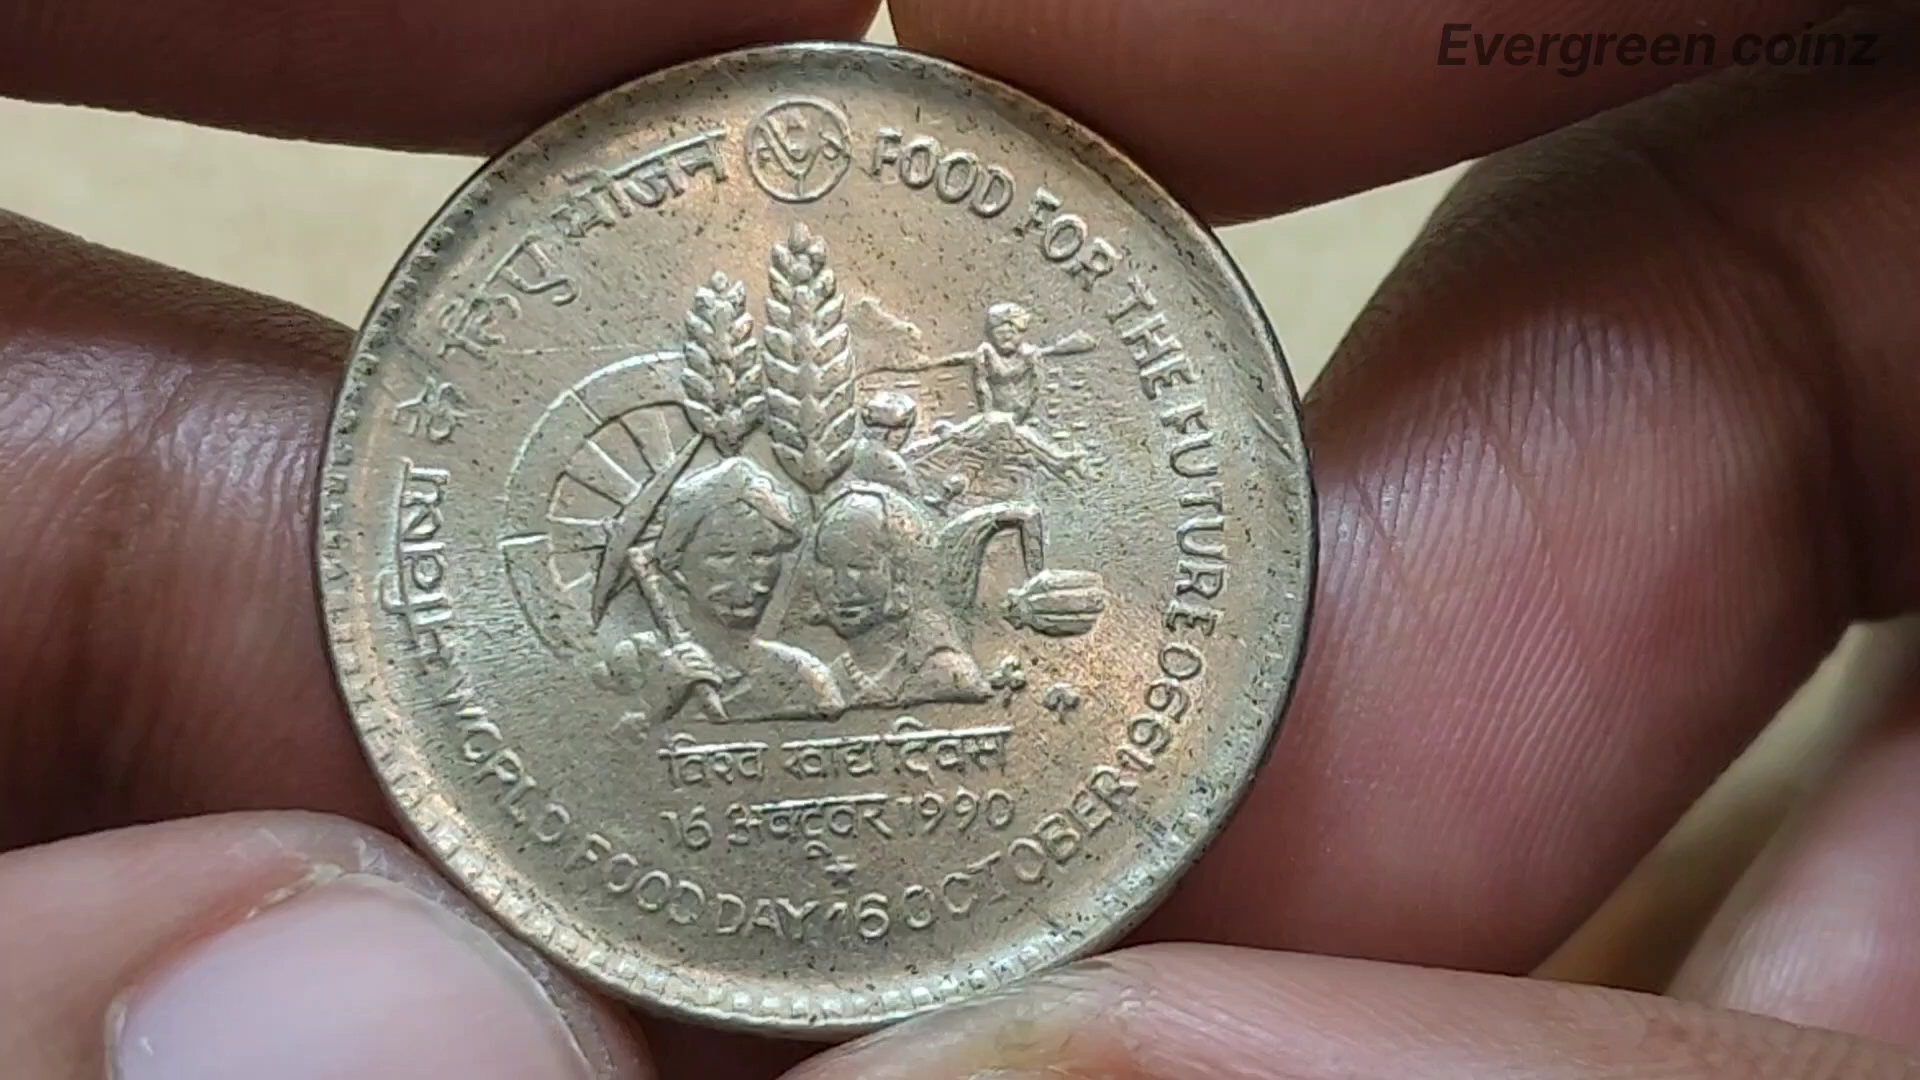 Evergreen coinz
भविष्य के लिए भोजन
FOOD FOR THE FUTURE
विश्व खाद्य दिवस
16 अक्टूबर 1990
WORLD FOOD DAY 16 OCTOBER 1990